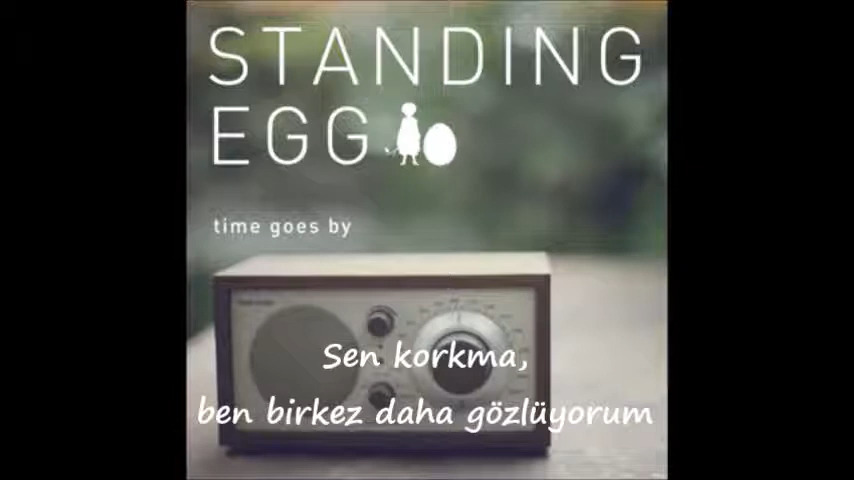 STANDING
EGG
time goes by
Sen korkma,
ben birkez daha gözlüyorum